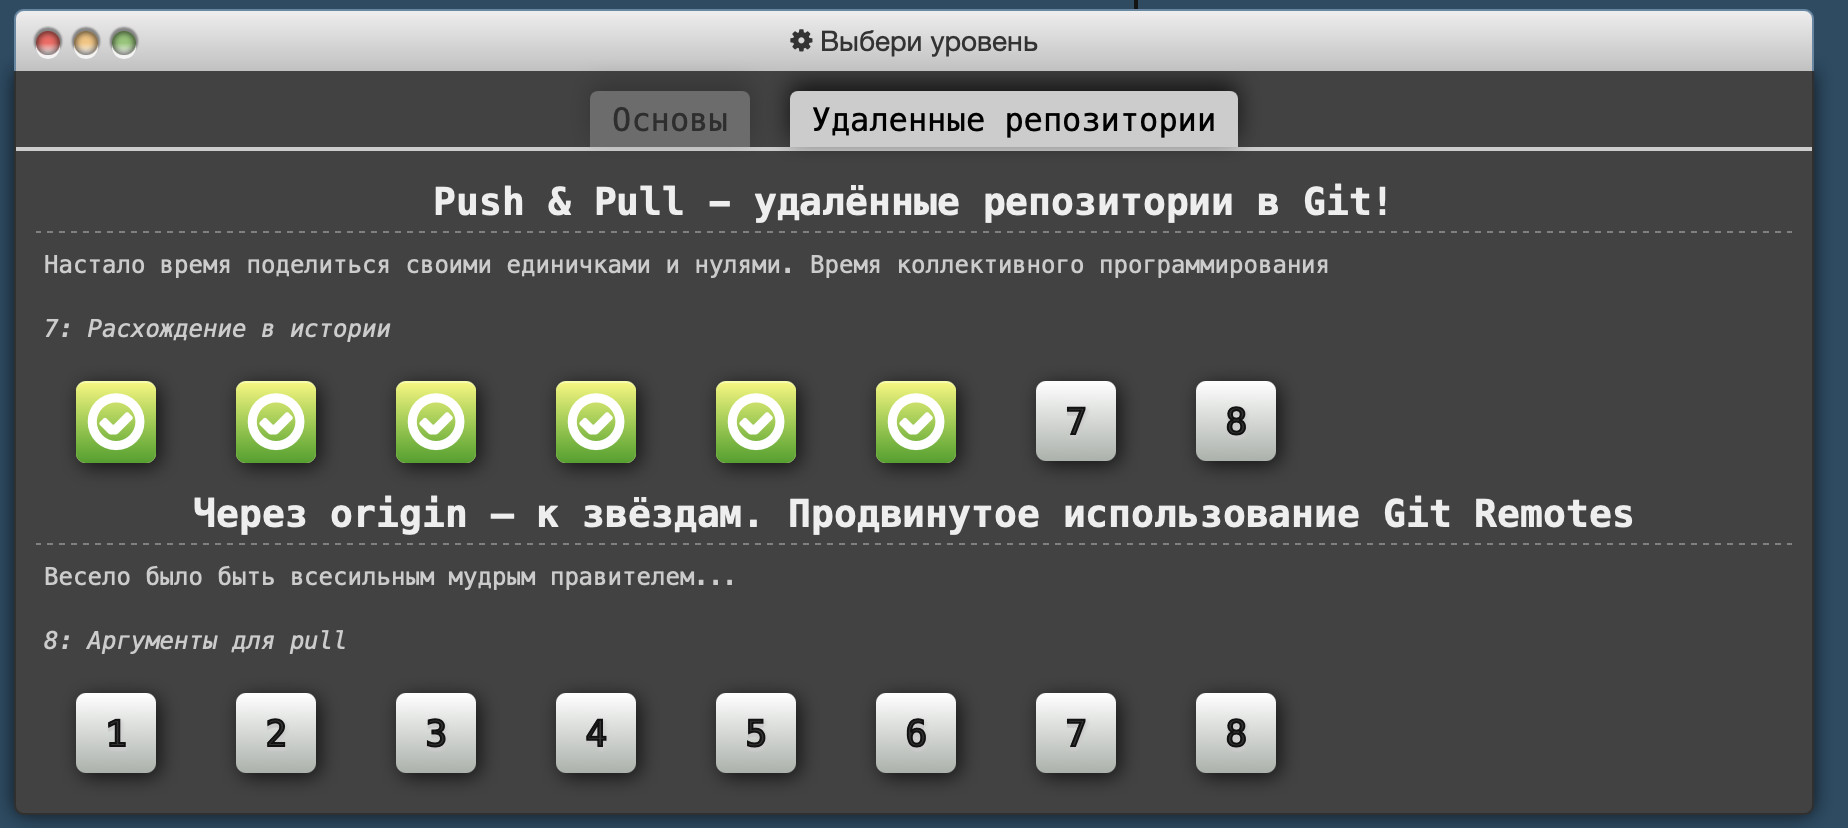 Выбери уровень
Основы
Удаленные репозитории
Push & Pull — удалённые репозитории в Git!
Настало время поделиться своими единичками и нулями. Время коллективного программирования
7: Расхождение в истории
7 8
Через origin – к звёздам. Продвинутое использование Git Remotes
Весело было быть всесильным мудрым правителем...
8: Аргументы для pull
1 2 3 4 5 6 7 8